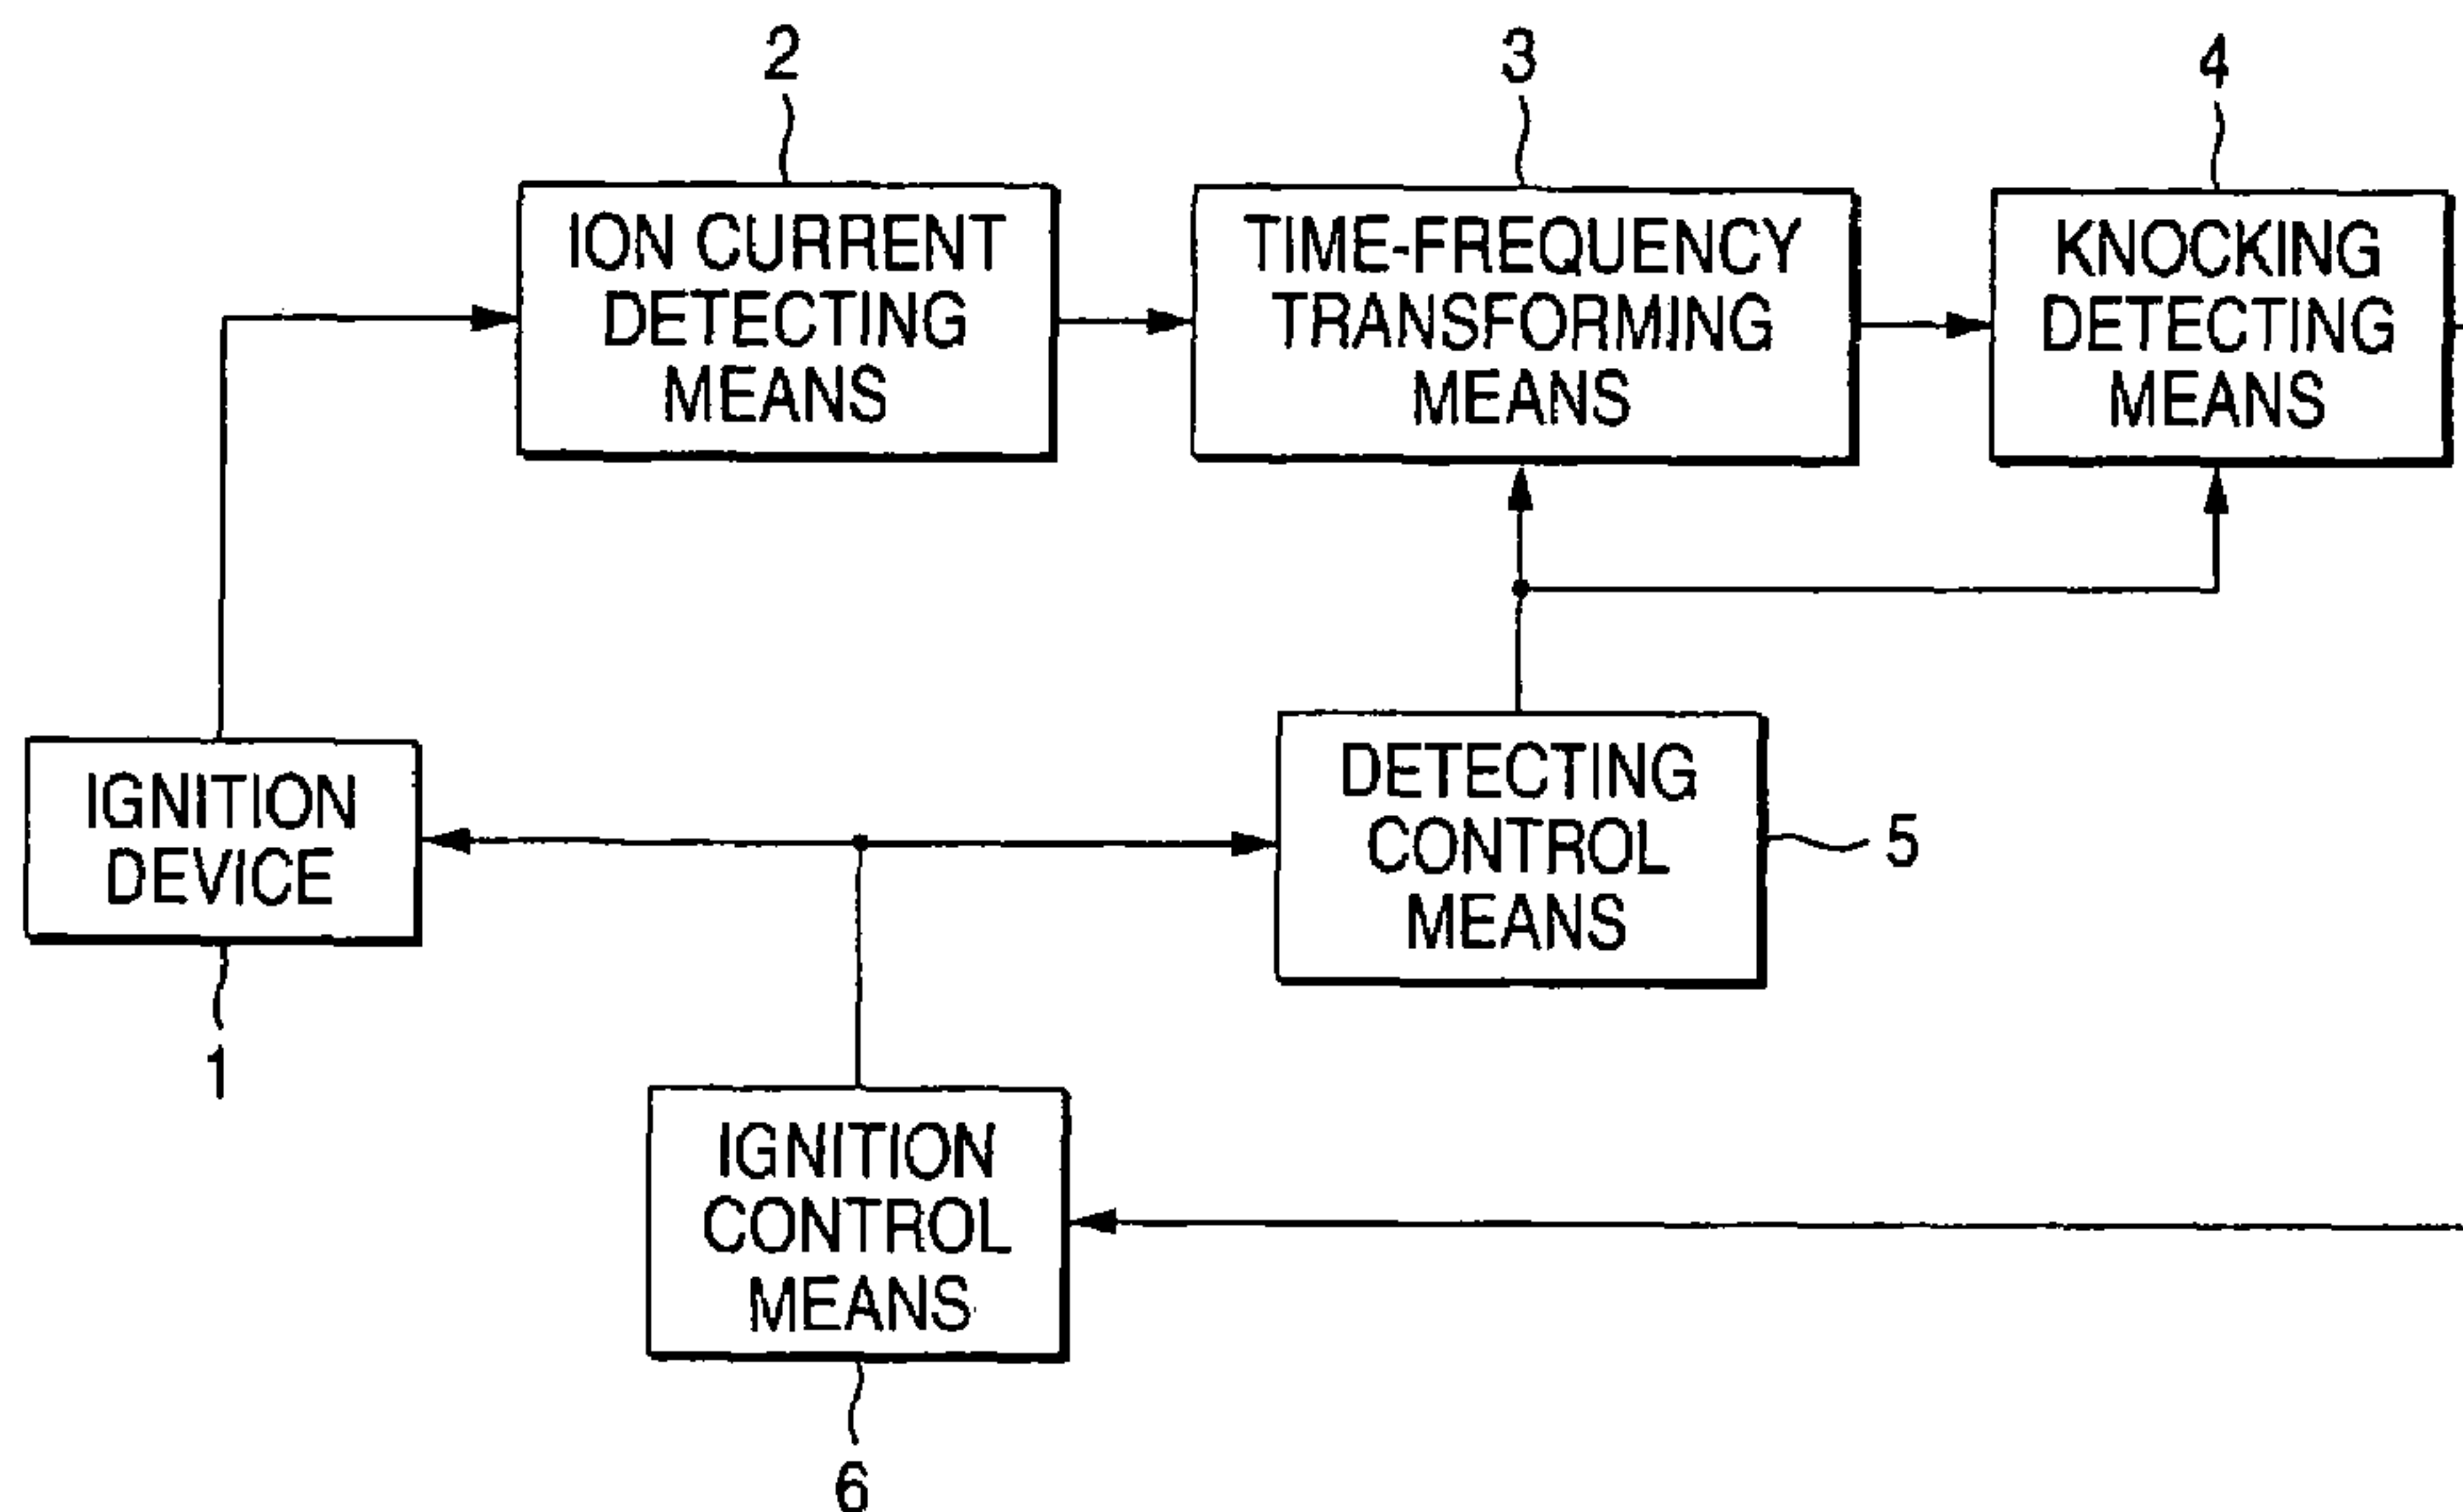 2
3
4
ION CURRENT
DETECTING
MEANS
TIME-FREQUENCY
TRANSFORMING
MEANS
KNOCKING
DETECTING
MEANS
IGNITION
DEVICE
1
DETECTING
CONTROL
MEANS
5
IGNITION
CONTROL
MEANS
6